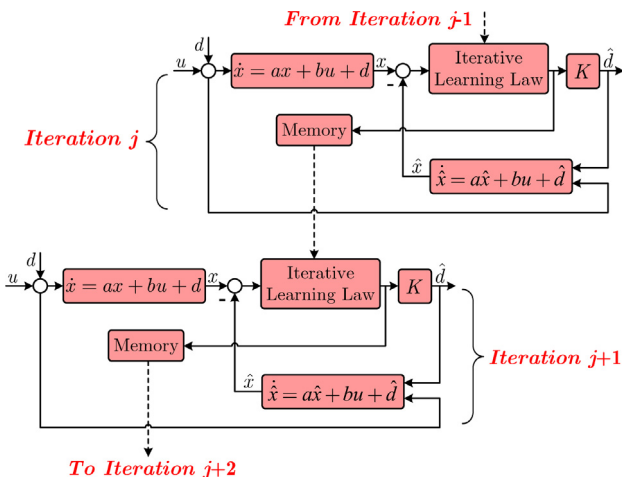 From Iteration j-1
d
u
ẋ = ax + bu + d
x
-
Iterative
Learning Law
K
d̂
Iteration j
Memory
x̂
x̂̇ = ax̂ + bu + d̂
d
u
ẋ = ax + bu + d
x
-
Iterative
Learning Law
K
d̂
Memory
x̂
x̂̇ = ax̂ + bu + d̂
Iteration j+1
To Iteration j+2